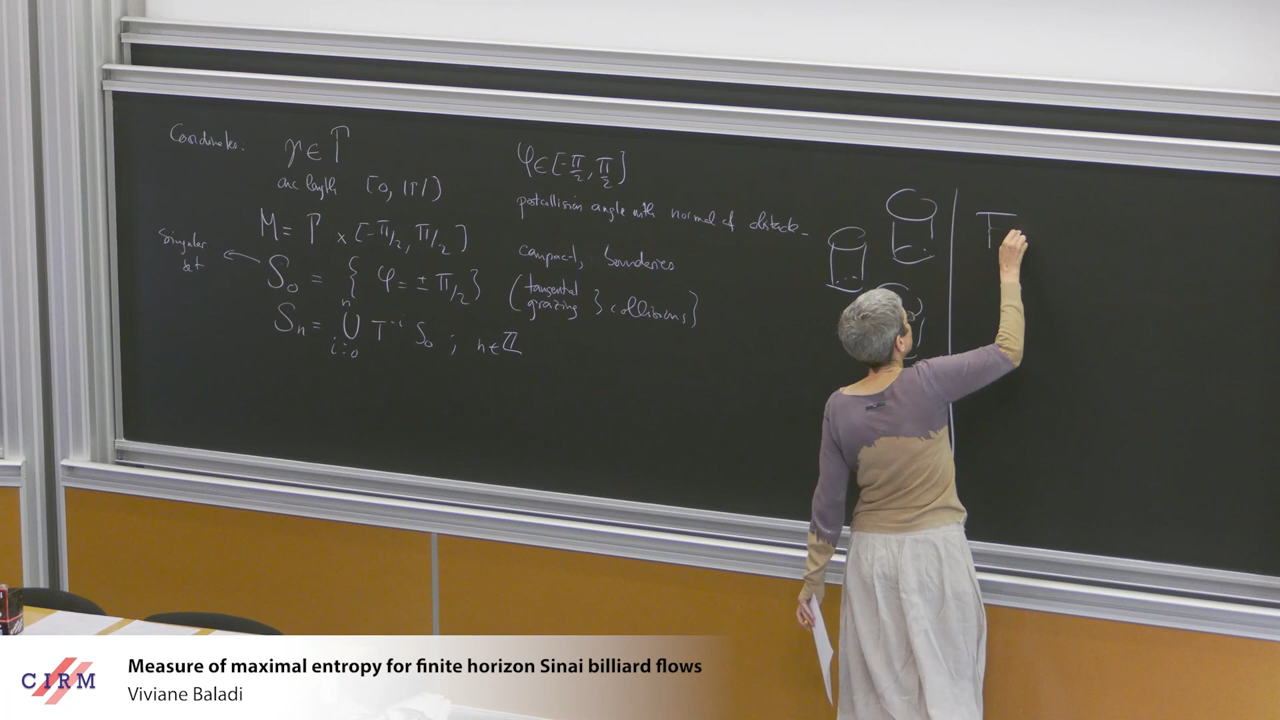 Coordinates. r ∈ Γ
arc length [0, |Γ|)
M = Γ × [-π/2, π/2]
Singular set
S₀ = { φ = ± π/2 }
Sₙ = ⋃ᵢ₌₀ⁿ T⁻ⁱ S₀ ; n ∈ ℤ
φ ∈ [-π/2, π/2]
postcollision angle with normal of obstacle
compact, boundaries
(tangential
grazing } collisions)
F
CIRM
Measure of maximal entropy for finite horizon Sinai billiard flows
Viviane Baladi